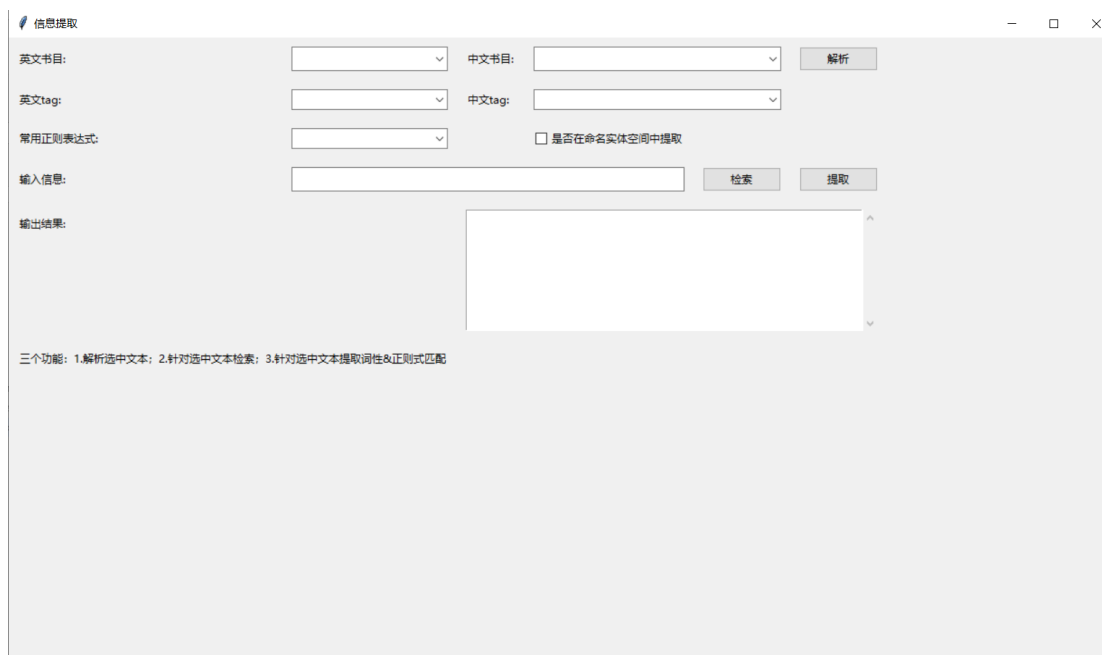 信息提取
英文书目: 中文书目: 解析
英文tag: 中文tag:
常用正则表达式: 是否在命名实体空间中提取
输入信息: 检索 提取
输出结果:
三个功能：1.解析选中文本；2.针对选中文本检索；3.针对选中文本提取词性&正则式匹配